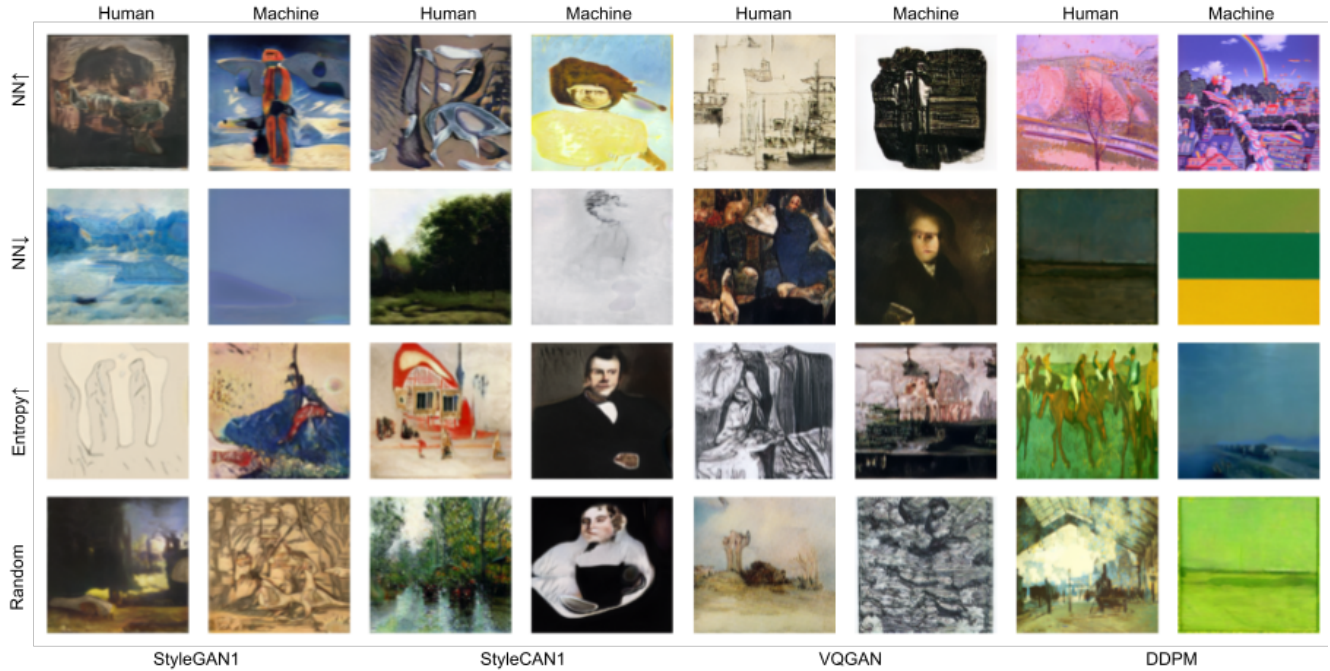 Human Machine Human Machine Human Machine Human Machine
NN↑
NN↓
Entropy↑
Random
StyleGAN1 StyleCAN1 VQGAN DDPM